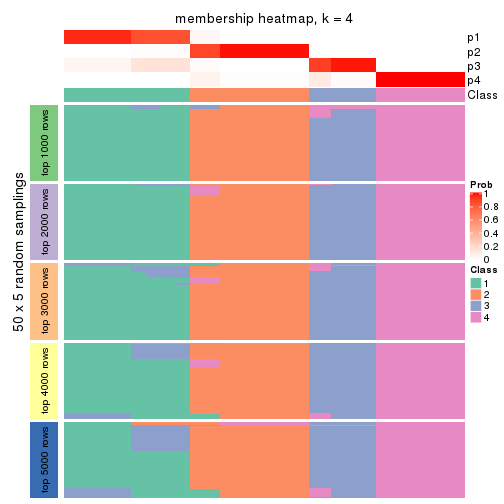 membership heatmap, k = 4
p1
p2
p3
p4
Class
50 x 5 random samplings
top 1000 rows
top 2000 rows
top 3000 rows
top 4000 rows
top 5000 rows
Prob
1
0.8
0.6
0.4
0.2
0
Class
1
2
3
4